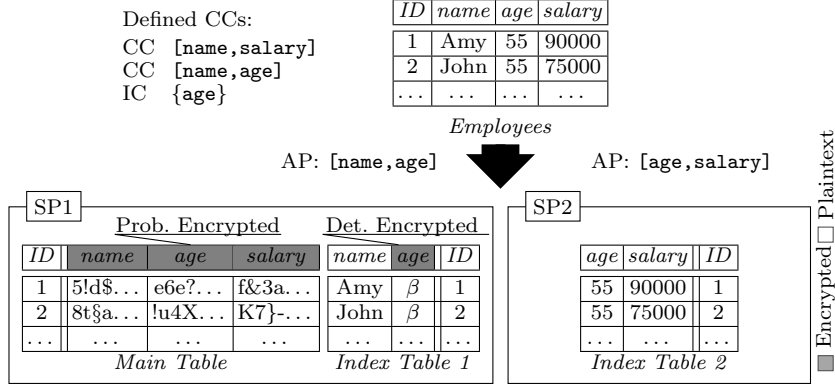 Defined CCs:
CC [name,salary]
CC [name,age]
IC {age}
ID name age salary
1 Amy 55 90000
2 John 55 75000
... ... ... ...
Employees
AP: [name,age]
AP: [age,salary]
SP1
Prob. Encrypted
Det. Encrypted
ID name age salary
1 5!d$... e6e?... f&3a...
2 8t§a... !u4X... K7}-...
... ... ... ...
Main Table
name age ID
Amy β 1
John β 2
... ... ...
Index Table 1
SP2
age salary ID
55 90000 1
55 75000 2
... ... ...
Index Table 2
Encrypted Plaintext